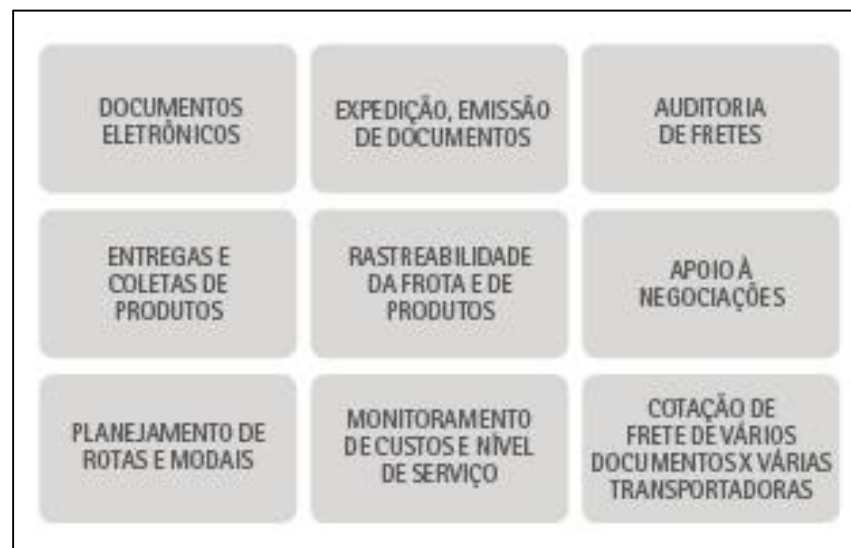 DOCUMENTOS
ELETRÔNICOS
EXPEDIÇÃO, EMISSÃO
DE DOCUMENTOS
AUDITORIA
DE FRETES
ENTREGAS E
COLETAS DE
PRODUTOS
RASTREABILIDADE
DA FROTA E DE
PRODUTOS
APOIO À
NEGOCIAÇÕES
PLANEJAMENTO DE
ROTAS E MODAIS
MONITORAMENTO
DE CUSTOS E NÍVEL
DE SERVIÇO
COTAÇÃO DE
FRETE DE VÁRIOS
DOCUMENTOS X VÁRIAS
TRANSPORTADORAS